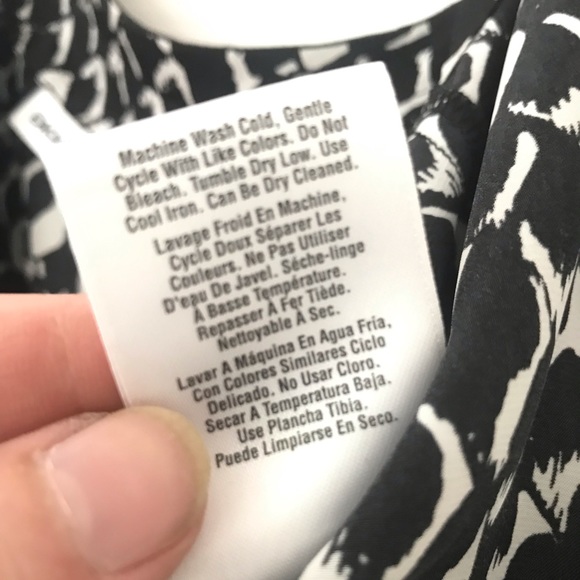 Machine Wash Cold, Gentle
Cycle With Like Colors. Do Not
Bleach. Tumble Dry Low. Use
Cool Iron. Can Be Dry Cleaned.
Lavage Froid En Machine,
Cycle Doux Séparer Les
Couleurs. Ne Pas Utiliser
D'eau De Javel. Séche-linge
À Basse Température.
Repasser À Fer Tiède.
Nettoyable À Sec.
Lavar A Máquina En Agua Fría,
Con Colores Similares Ciclo
Delicado. No Usar Cloro.
Secar A Temperatura Baja.
Use Plancha Tibia.
Puede Limpiarse En Seco.